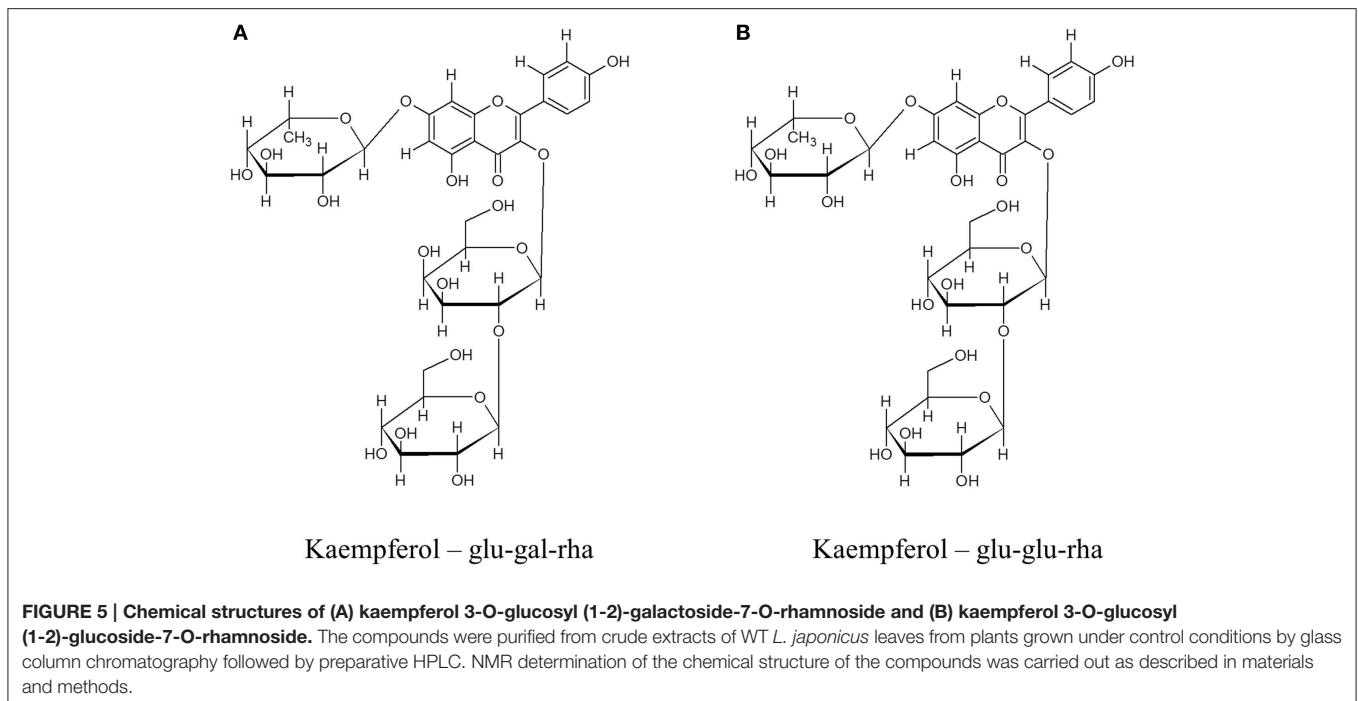 A
H
H
OH
H
O
O
H
O
H
CH3
OH
H
H
HO
H
OH
H
OH
O
O
OH
OH
O
H
H
OH
H
H
H
O
OH
H
O
H
OH
H
HO
H
H
OH
Kaempferol – glu-gal-rha
B
H
H
OH
H
O
O
H
O
H
CH3
OH
H
H
HO
H
OH
H
OH
O
O
OH
H
O
H
H
OH
HO
H
H
O
OH
H
O
H
OH
H
HO
H
H
OH
Kaempferol – glu-glu-rha
FIGURE 5 | Chemical structures of (A) kaempferol 3-O-glucosyl (1-2)-galactoside-7-O-rhamnoside and (B) kaempferol 3-O-glucosyl
(1-2)-glucoside-7-O-rhamnoside. The compounds were purified from crude extracts of WT L. japonicus leaves from plants grown under control conditions by glass
column chromatography followed by preparative HPLC. NMR determination of the chemical structure of the compounds was carried out as described in materials
and methods.